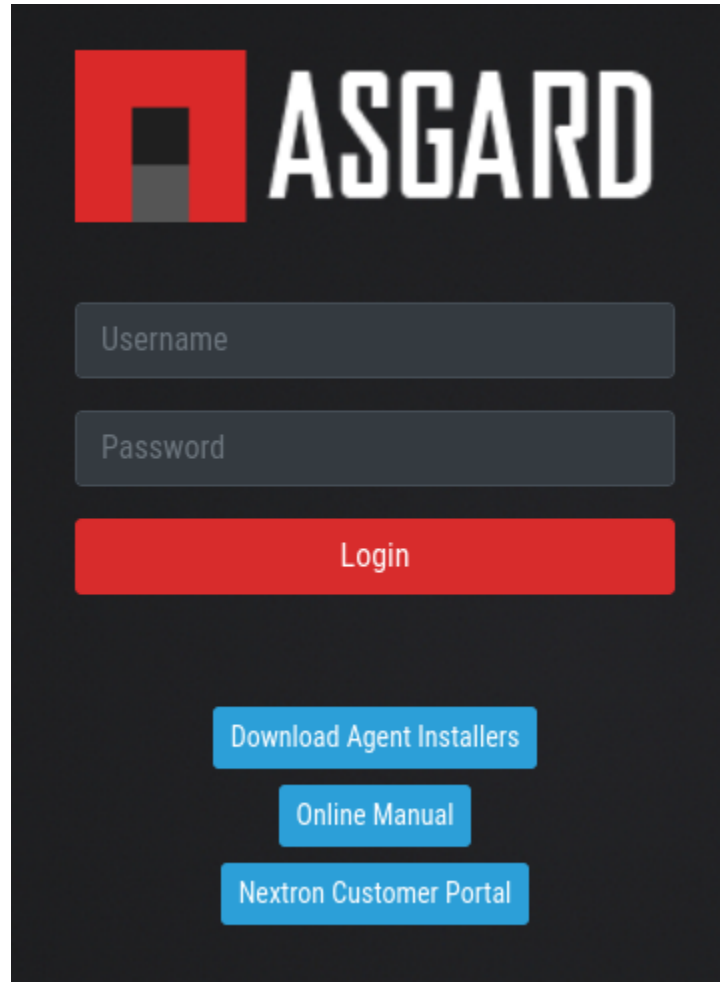 ASGARD
Username
Password
Login
Download Agent Installers
Online Manual
Nextron Customer Portal